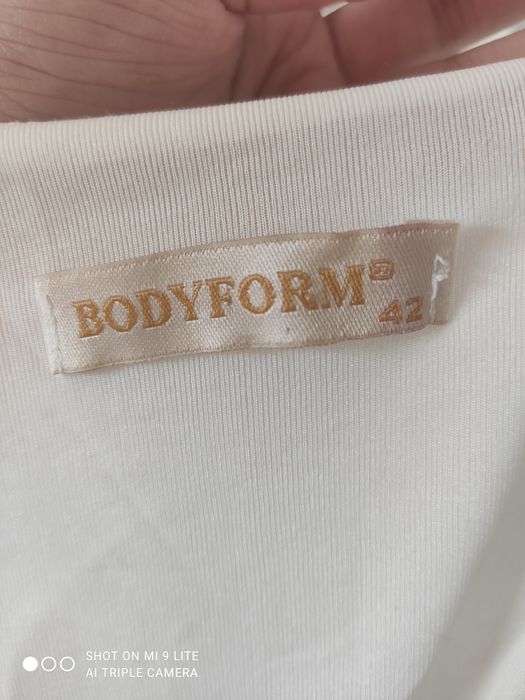 BODYFORM®
42
SHOT ON MI 9 LITE
AI TRIPLE CAMERA